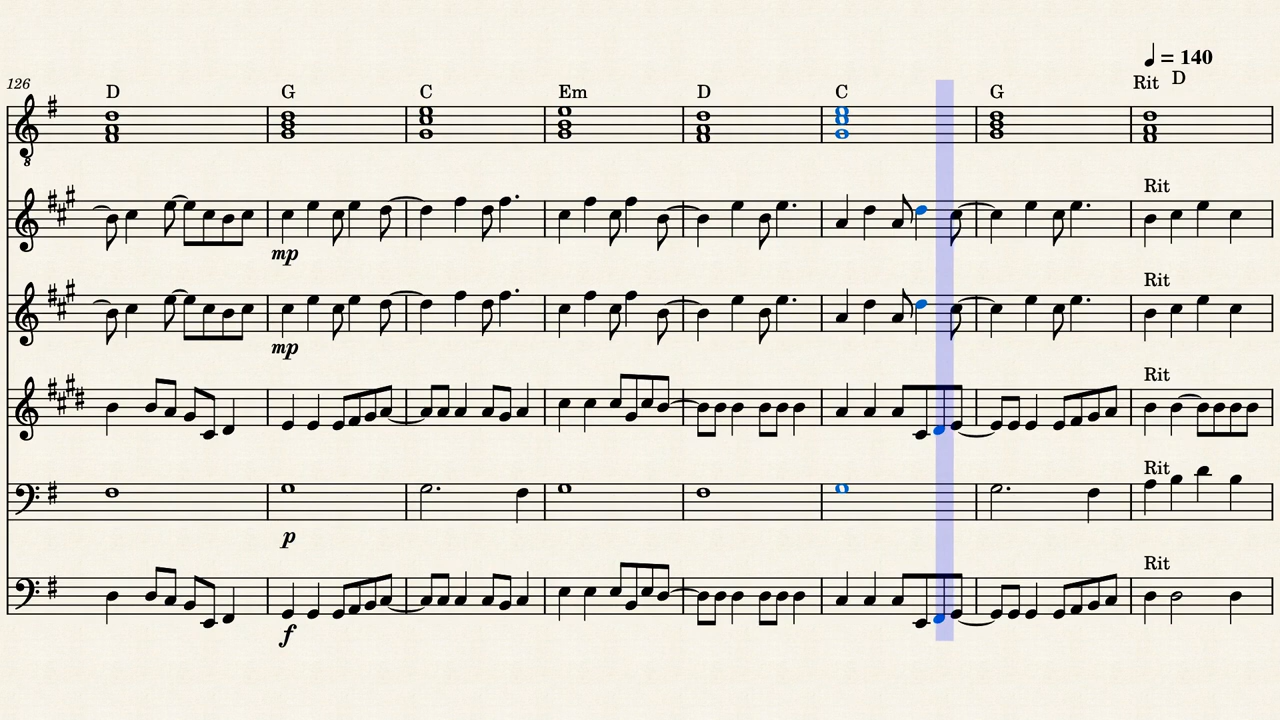 ♩ = 140
Rit D
126
D G C Em D C G
8
Rit
mp
Rit
mp
Rit
Rit
p
Rit
f